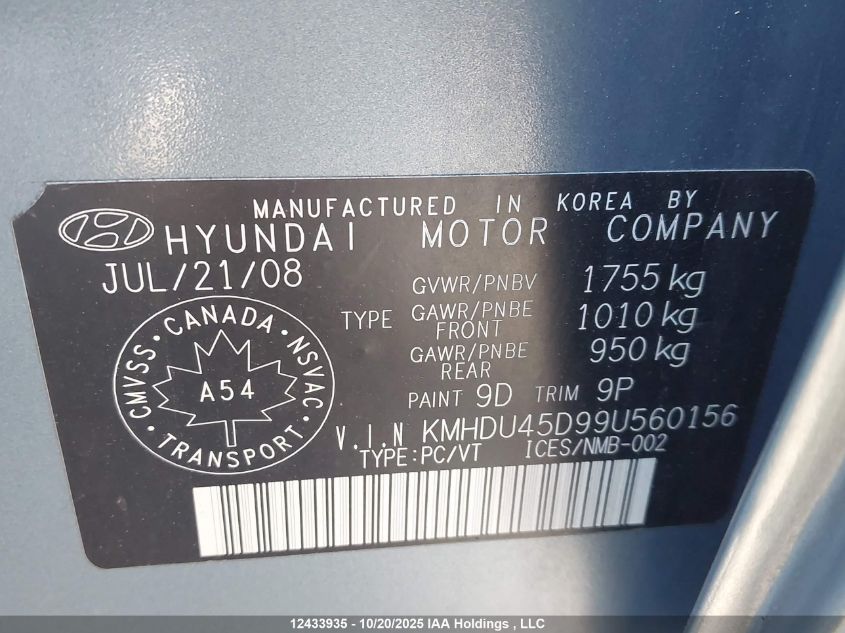 MANUFACTURED IN KOREA BY
HYUNDAI MOTOR COMPANY
JUL/21/08
GVWR/PNBV 1755 kg
TYPE GAWR/PNBE FRONT 1010 kg
GAWR/PNBE REAR 950 kg
PAINT 9D TRIM 9P
CMVSS · CANADA · NSVAC · TRANSPORT ·
A54
V.I.N KMHDU45D99U560156
TYPE:PC/VT ICES/NMB-002
12433935 - 10/20/2025 IAA Holdings , LLC